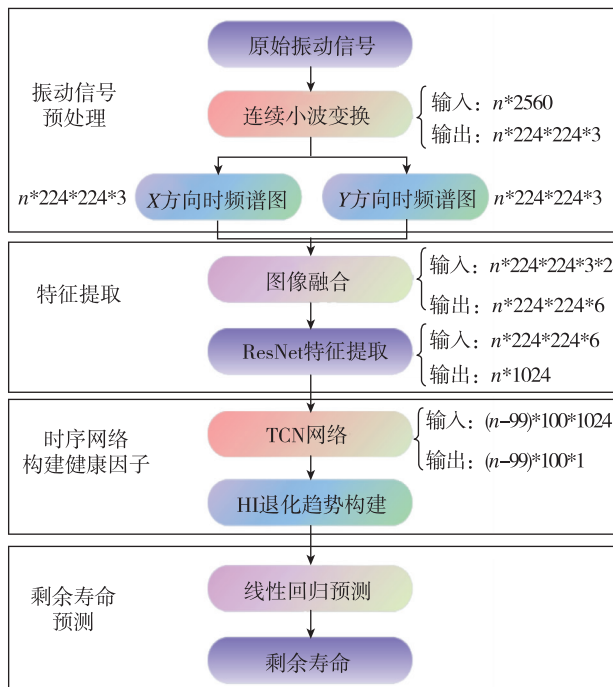 原始振动信号
振动信号
预处理
连续小波变换
输入：n*2560
输出：n*224*224*3
n*224*224*3
X方向时频谱图
Y方向时频谱图
n*224*224*3
特征提取
图像融合
输入：n*224*224*3*2
输出：n*224*224*6
ResNet特征提取
输入：n*224*224*6
输出：n*1024
时序网络
构建健康因子
TCN网络
输入：(n-99)*100*1024
输出：(n-99)*100*1
HI退化趋势构建
剩余寿命
预测
线性回归预测
剩余寿命